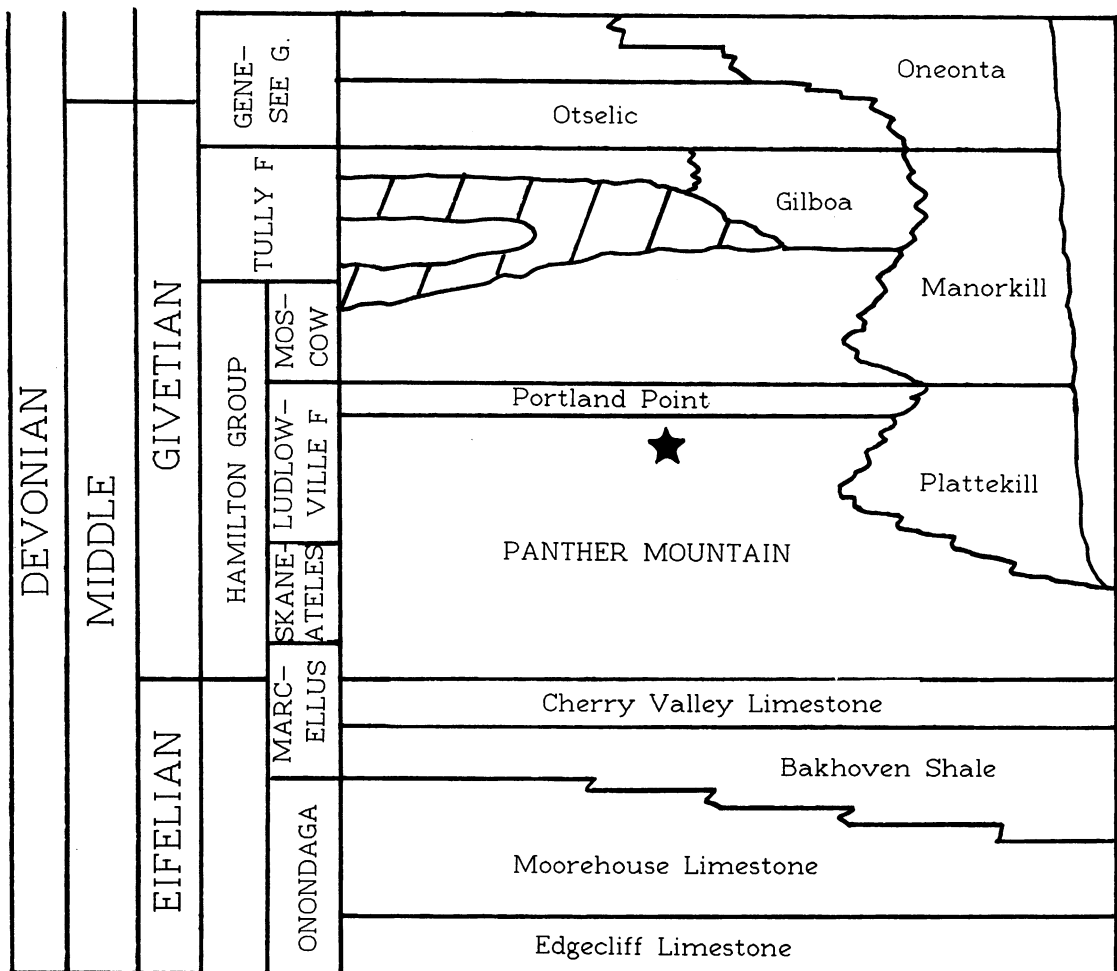 DEVONIAN
MIDDLE
GIVETIAN
EIFELIAN
GENE-
SEE G.
TULLY F
HAMILTON GROUP
MOS-
COW
LUDLOW-
VILLE F
SKANE-
ATELES
MARC-
ELLUS
ONONDAGA
Oneonta
Otselic
Gilboa
Manorkill
Portland Point
Plattekill
PANTHER MOUNTAIN
Cherry Valley Limestone
Bakhoven Shale
Moorehouse Limestone
Edgecliff Limestone